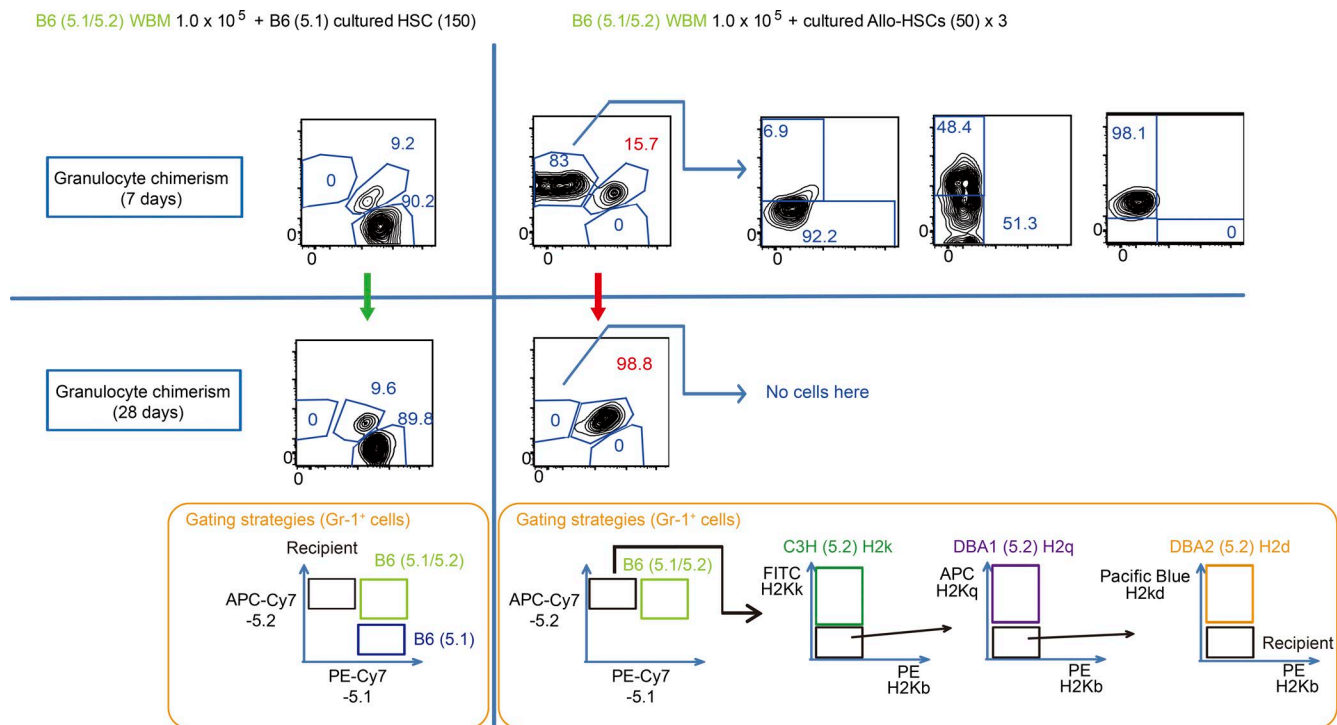 B6 (5.1/5.2) WBM 1.0 x 10⁵ + B6 (5.1) cultured HSC (150)
B6 (5.1/5.2) WBM 1.0 x 10⁵ + cultured Allo-HSCs (50) x 3
Granulocyte chimerism
(7 days)
9.2
0
90.2
0
0
15.7
83
0
0
0
6.9
92.2
0
0
48.4
51.3
0
0
98.1
0
0
0
Granulocyte chimerism
(28 days)
9.6
0
89.8
0
0
98.8
0
0
0
0
No cells here
Gating strategies (Gr-1⁺ cells)
Recipient
B6 (5.1/5.2)
APC-Cy7
-5.2
B6 (5.1)
PE-Cy7
-5.1
Gating strategies (Gr-1⁺ cells)
B6 (5.1/5.2)
APC-Cy7
-5.2
PE-Cy7
-5.1
C3H (5.2) H2k
FITC
H2Kk
PE
H2Kb
DBA1 (5.2) H2q
APC
H2Kq
PE
H2Kb
DBA2 (5.2) H2d
Pacific Blue
H2kd
Recipient
PE
H2Kb